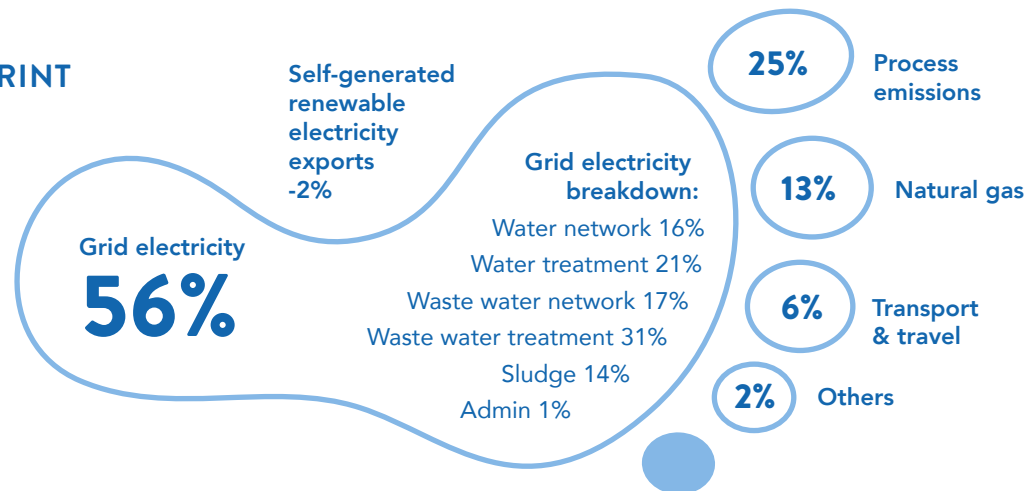 RINT
Self-generated
renewable
electricity
exports
-2%
Grid electricity
56%
Grid electricity
breakdown:
Water network 16%
Water treatment 21%
Waste water network 17%
Waste water treatment 31%
Sludge 14%
Admin 1%
25%
Process
emissions
13%
Natural gas
6%
Transport
& travel
2%
Others